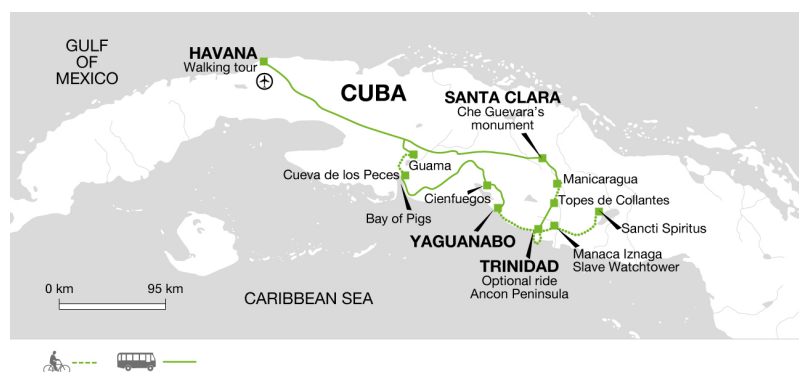 GULF
OF
MEXICO
HAVANA
Walking tour
CUBA
SANTA CLARA
Che Guevara's
monument
Guama
Cueva de los Peces
Manicaragua
Cienfuegos
Topes de Collantes
Bay of Pigs
Sancti Spiritus
YAGUANABO
Manaca Iznaga
Slave Watchtower
TRINIDAD
Optional ride
Ancon Peninsula
0 km
95 km
CARIBBEAN SEA